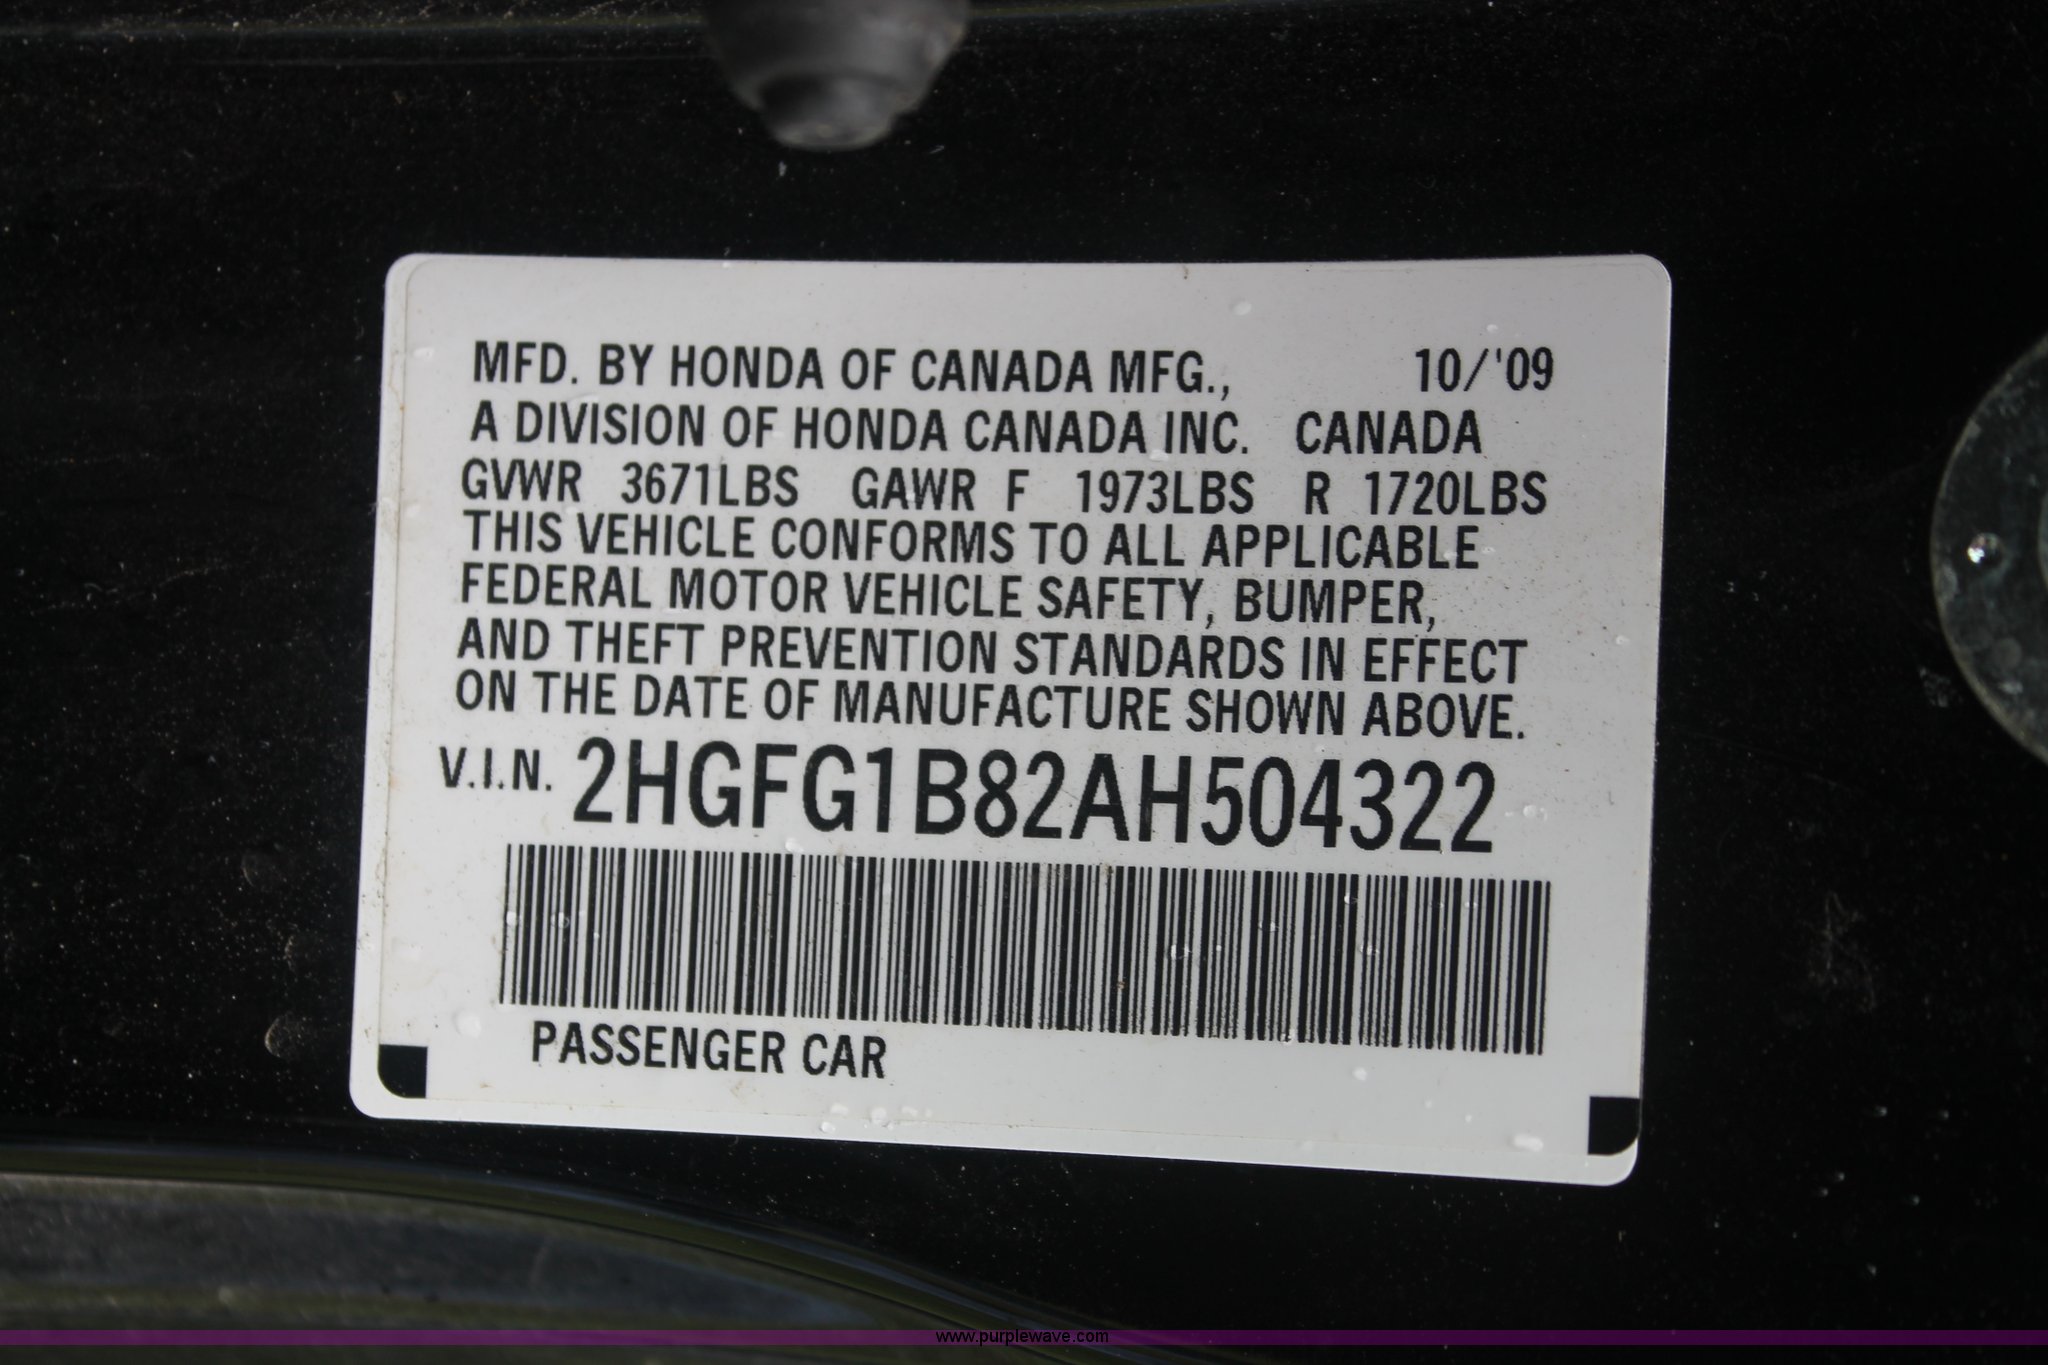 MFD. BY HONDA OF CANADA MFG., 10/'09
A DIVISION OF HONDA CANADA INC. CANADA
GVWR 3671LBS GAWR F 1973LBS R 1720LBS
THIS VEHICLE CONFORMS TO ALL APPLICABLE
FEDERAL MOTOR VEHICLE SAFETY, BUMPER,
AND THEFT PREVENTION STANDARDS IN EFFECT
ON THE DATE OF MANUFACTURE SHOWN ABOVE.
V.I.N. 2HGFG1B82AH504322
PASSENGER CAR
www.purplewave.com